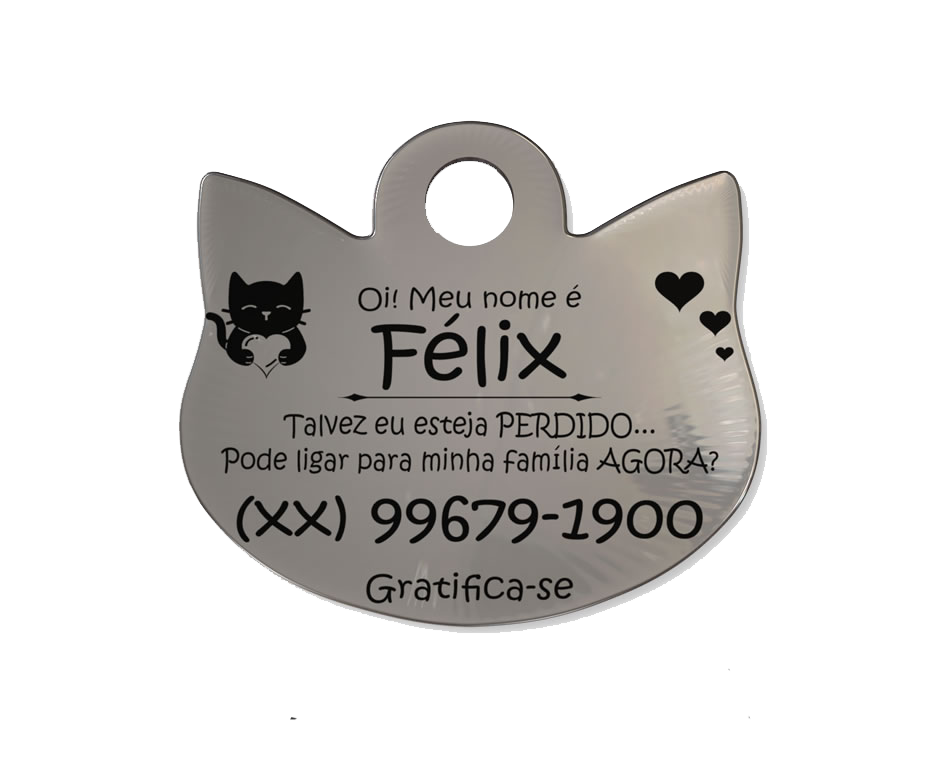 Oi! Meu nome é
Félix
Talvez eu esteja PERDIDO...
Pode ligar para minha família AGORA?
(xx) 99679-1900
Gratifica-se